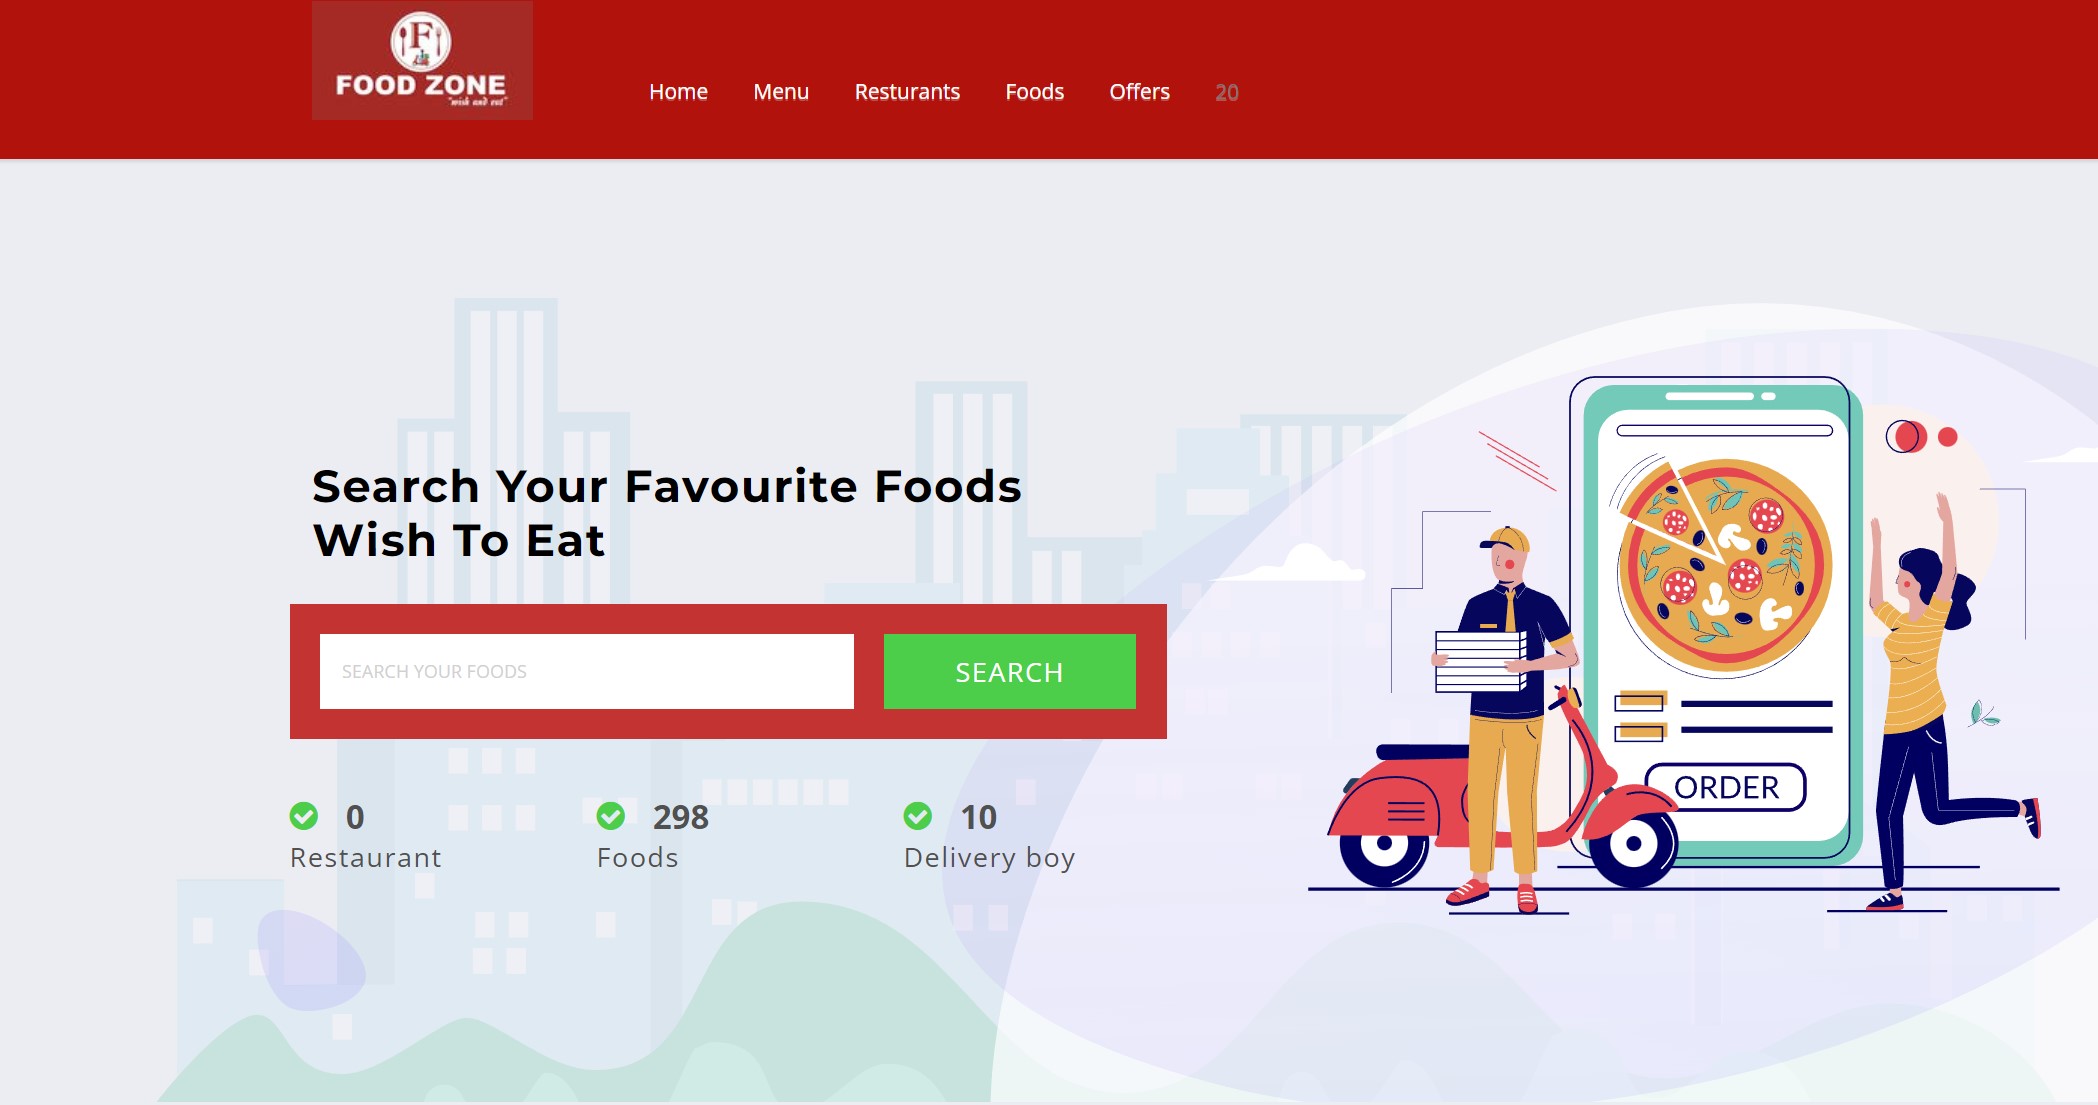 F
FOOD ZONE
"wish and eat"
Home Menu Resturants Foods Offers 20
Search Your Favourite Foods
Wish To Eat
SEARCH YOUR FOODS SEARCH
0 298 10
Restaurant Foods Delivery boy
ORDER